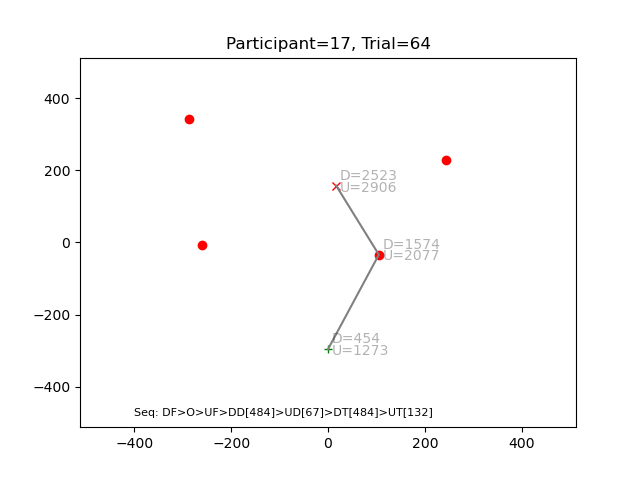 Participant=17, Trial=64
400
200
0
−200
−400
D=2523
U=2906
D=1574
U=2077
D=454
U=1273
Seq: DF>O>UF>DD[484]>UD[67]>DT[484]>UT[132]
−400 −200 0 200 400